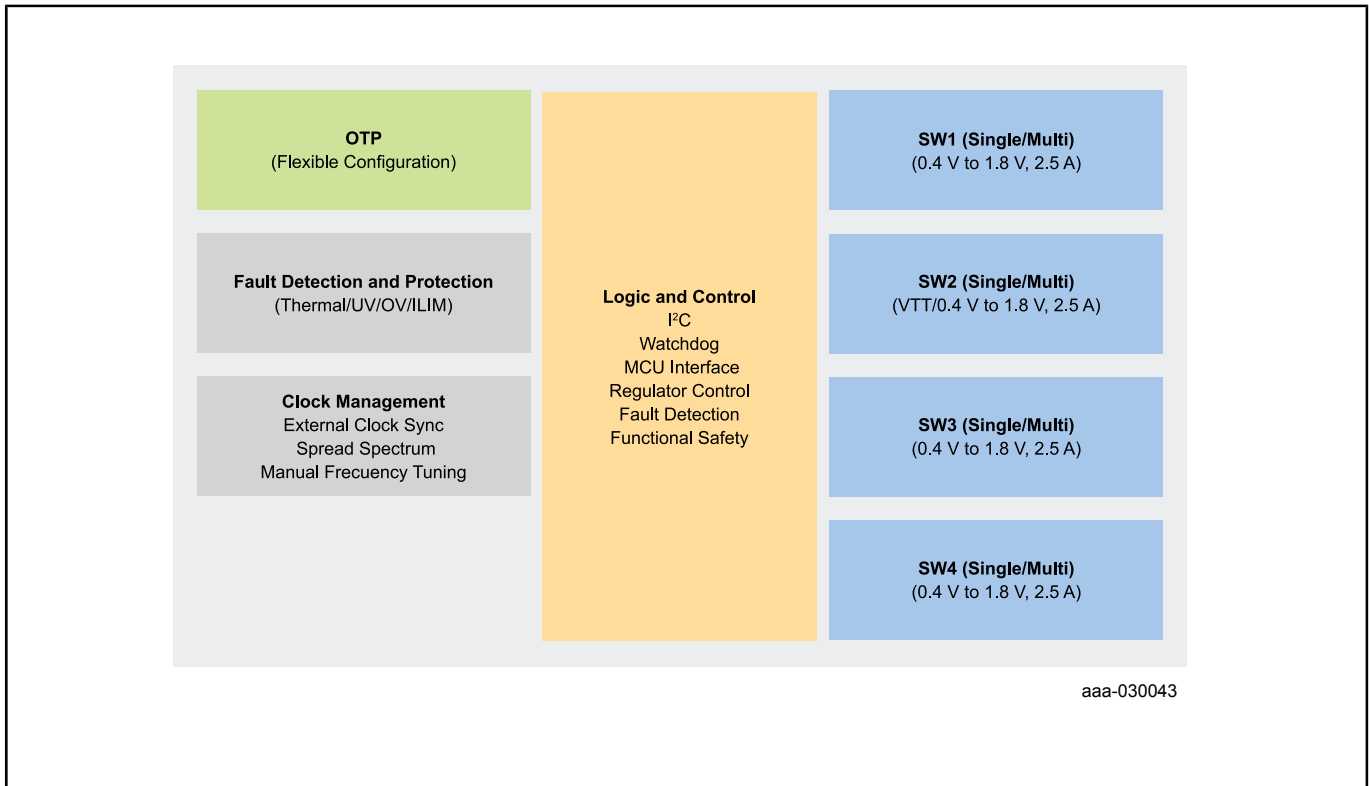 OTP
(Flexible Configuration)
Fault Detection and Protection
(Thermal/UV/OV/ILIM)
Clock Management
External Clock Sync
Spread Spectrum
Manual Frecuency Tuning
Logic and Control
I²C
Watchdog
MCU Interface
Regulator Control
Fault Detection
Functional Safety
SW1 (Single/Multi)
(0.4 V to 1.8 V, 2.5 A)
SW2 (Single/Multi)
(VTT/0.4 V to 1.8 V, 2.5 A)
SW3 (Single/Multi)
(0.4 V to 1.8 V, 2.5 A)
SW4 (Single/Multi)
(0.4 V to 1.8 V, 2.5 A)
aaa-030043